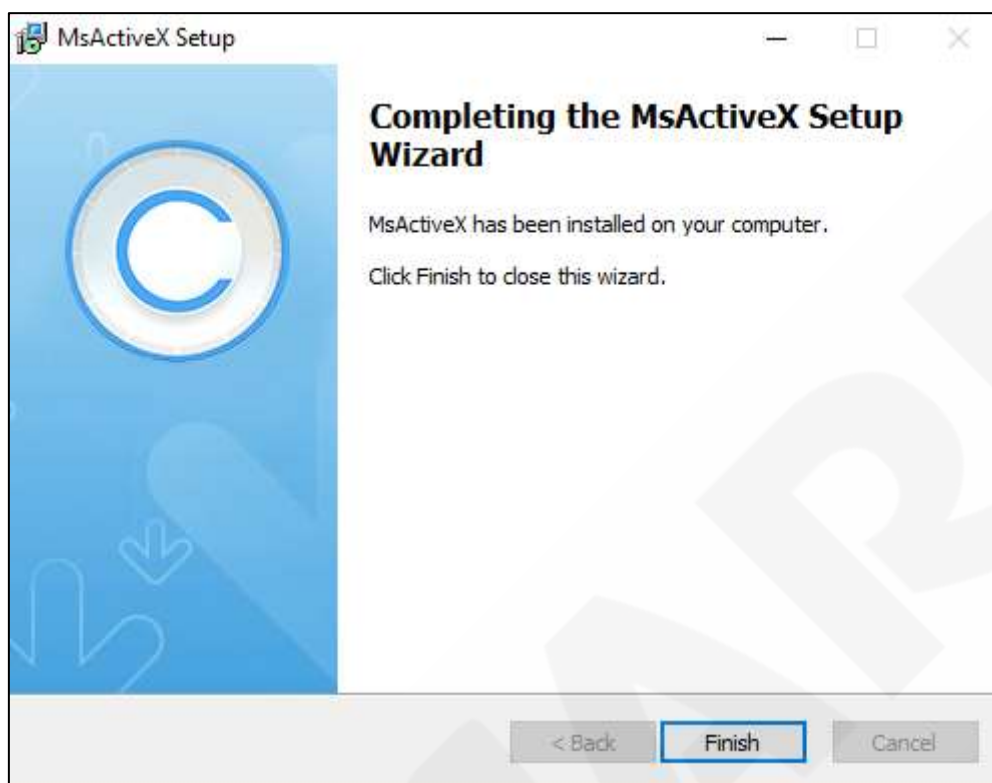 MsActiveX Setup
Completing the MsActiveX Setup
Wizard
MsActiveX has been installed on your computer.
Click Finish to close this wizard.
< Back
Finish
Cancel